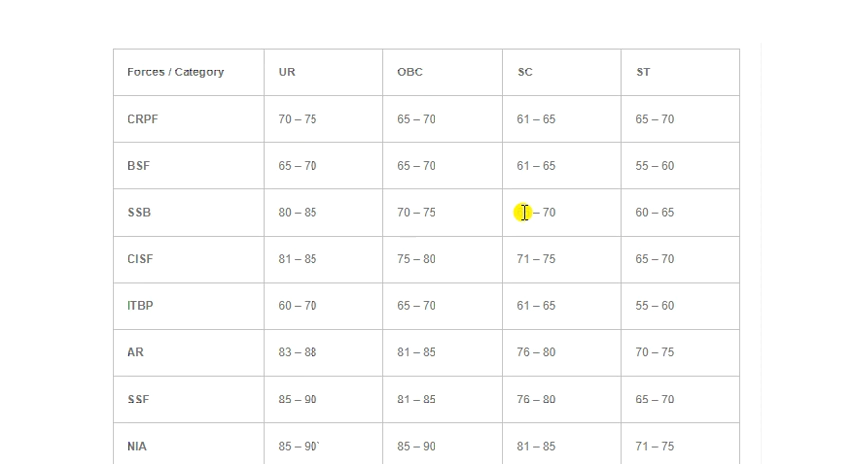 Forces / Category UR OBC SC ST
CRPF 70 – 75 65 – 70 61 – 65 65 – 70
BSF 65 – 70 65 – 70 61 – 65 55 – 60
SSB 80 – 85 70 – 75 – 70 60 – 65
CISF 81 – 85 75 – 80 71 – 75 65 – 70
ITBP 60 – 70 65 – 70 61 – 65 55 – 60
AR 83 – 88 81 – 85 76 – 80 70 – 75
SSF 85 – 90 81 – 85 76 – 80 65 – 70
NIA 85 – 90` 85 – 90 81 – 85 71 – 75